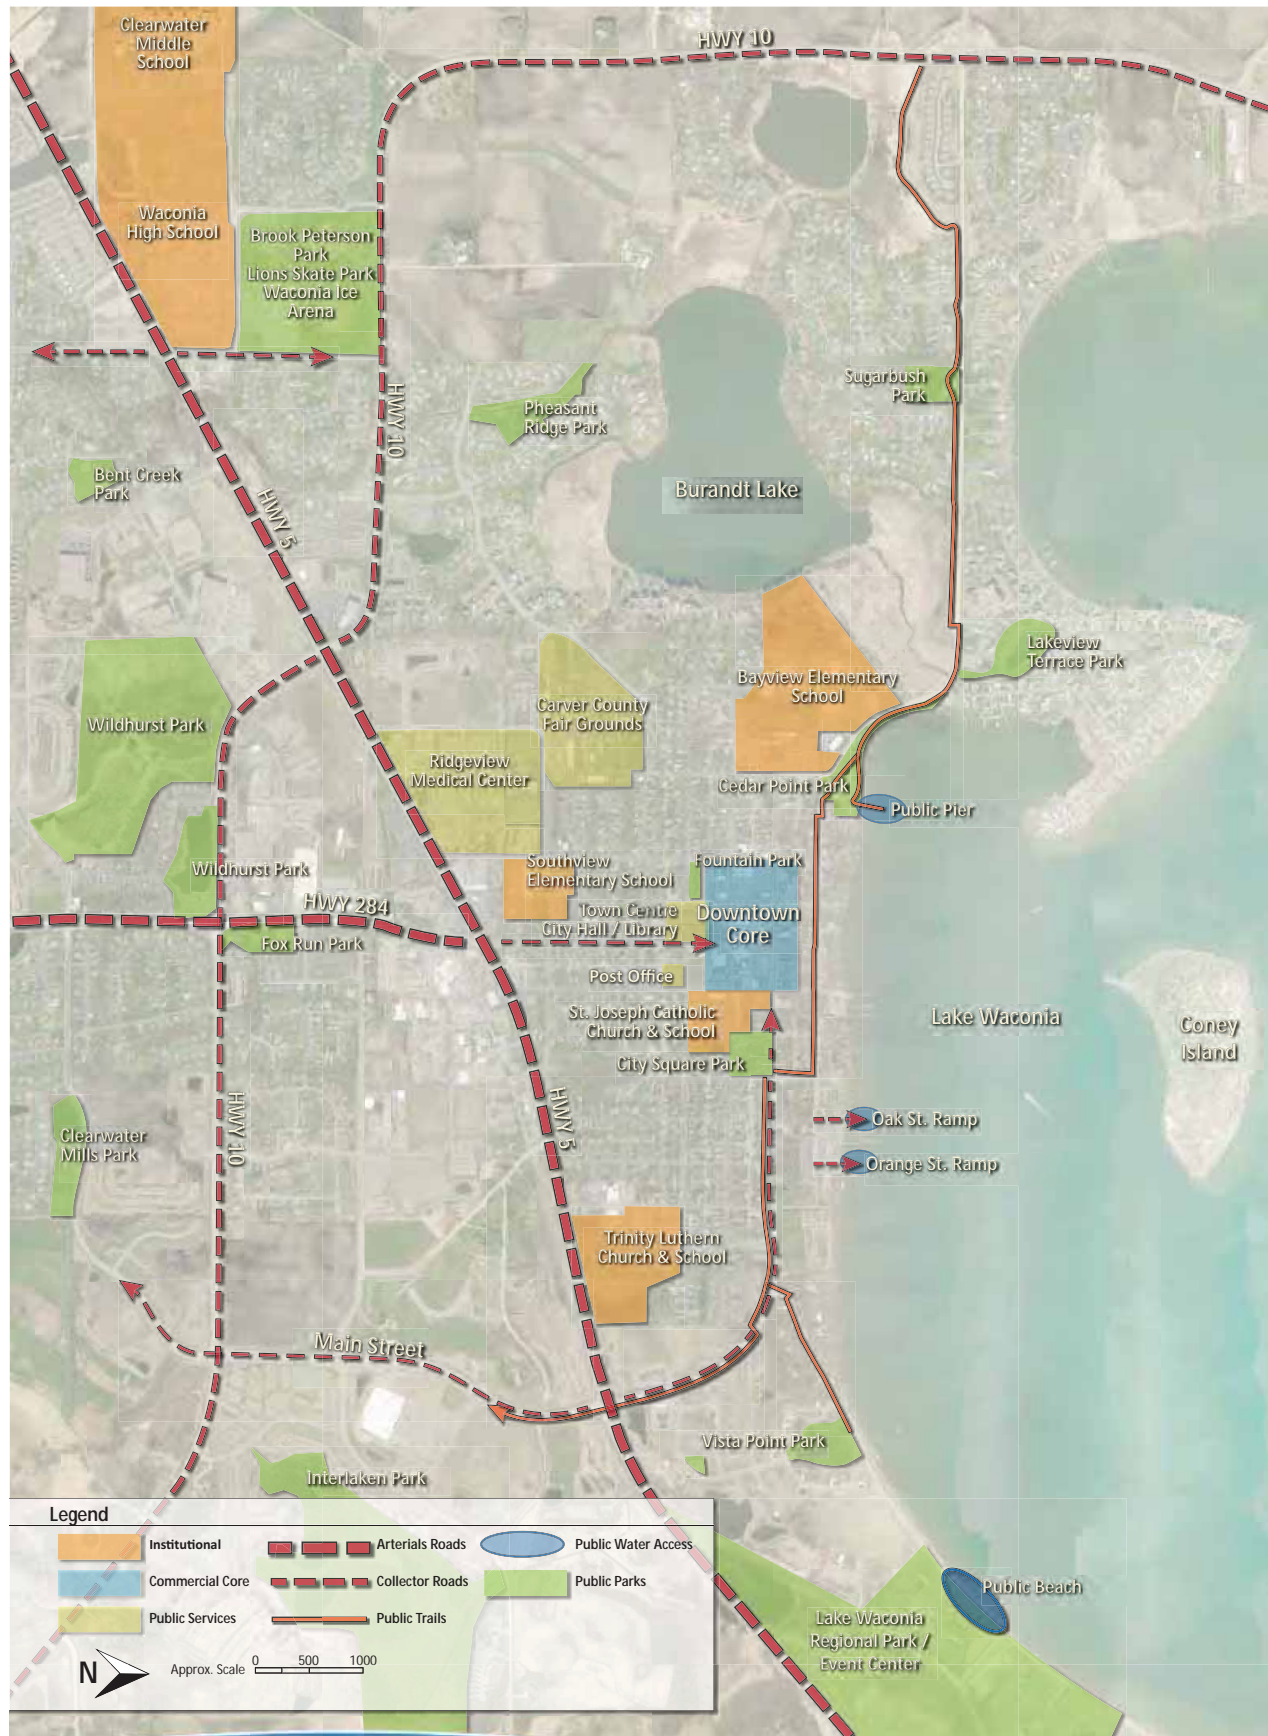 Clearwater
Middle
School
HWY 10
Waconia
High School
Brook Peterson
Park
Lions Skate Park
Waconia Ice
Arena
HWY 10
Pheasant
Ridge Park
Sugarbush
Park
Bent Creek
Park
HWY 5
Burandt Lake
Lakeview
Terrace Park
Bayview Elementary
School
Carver County
Fair Grounds
Wildhurst Park
Ridgeview
Medical Center
Cedar Point Park
Public Pier
Wildhurst Park
Southview
Elementary School
Fountain Park
HWY 284
Town Centre
City Hall / Library
Downtown
Core
Fox Run Park
Post Office
St. Joseph Catholic
Church & School
Lake Waconia
Coney
Island
City Square Park
HWY 10
HWY 5
Clearwater
Mills Park
Oak St. Ramp
Orange St. Ramp
Trinity Luthern
Church & School
Main Street
Vista Point Park
Interlaken Park
Legend
Institutional
Arterials Roads
Public Water Access
Commercial Core
Collector Roads
Public Parks
Public Services
Public Trails
N
Approx. Scale
0 500 1000
Public Beach
Lake Waconia
Regional Park /
Event Center